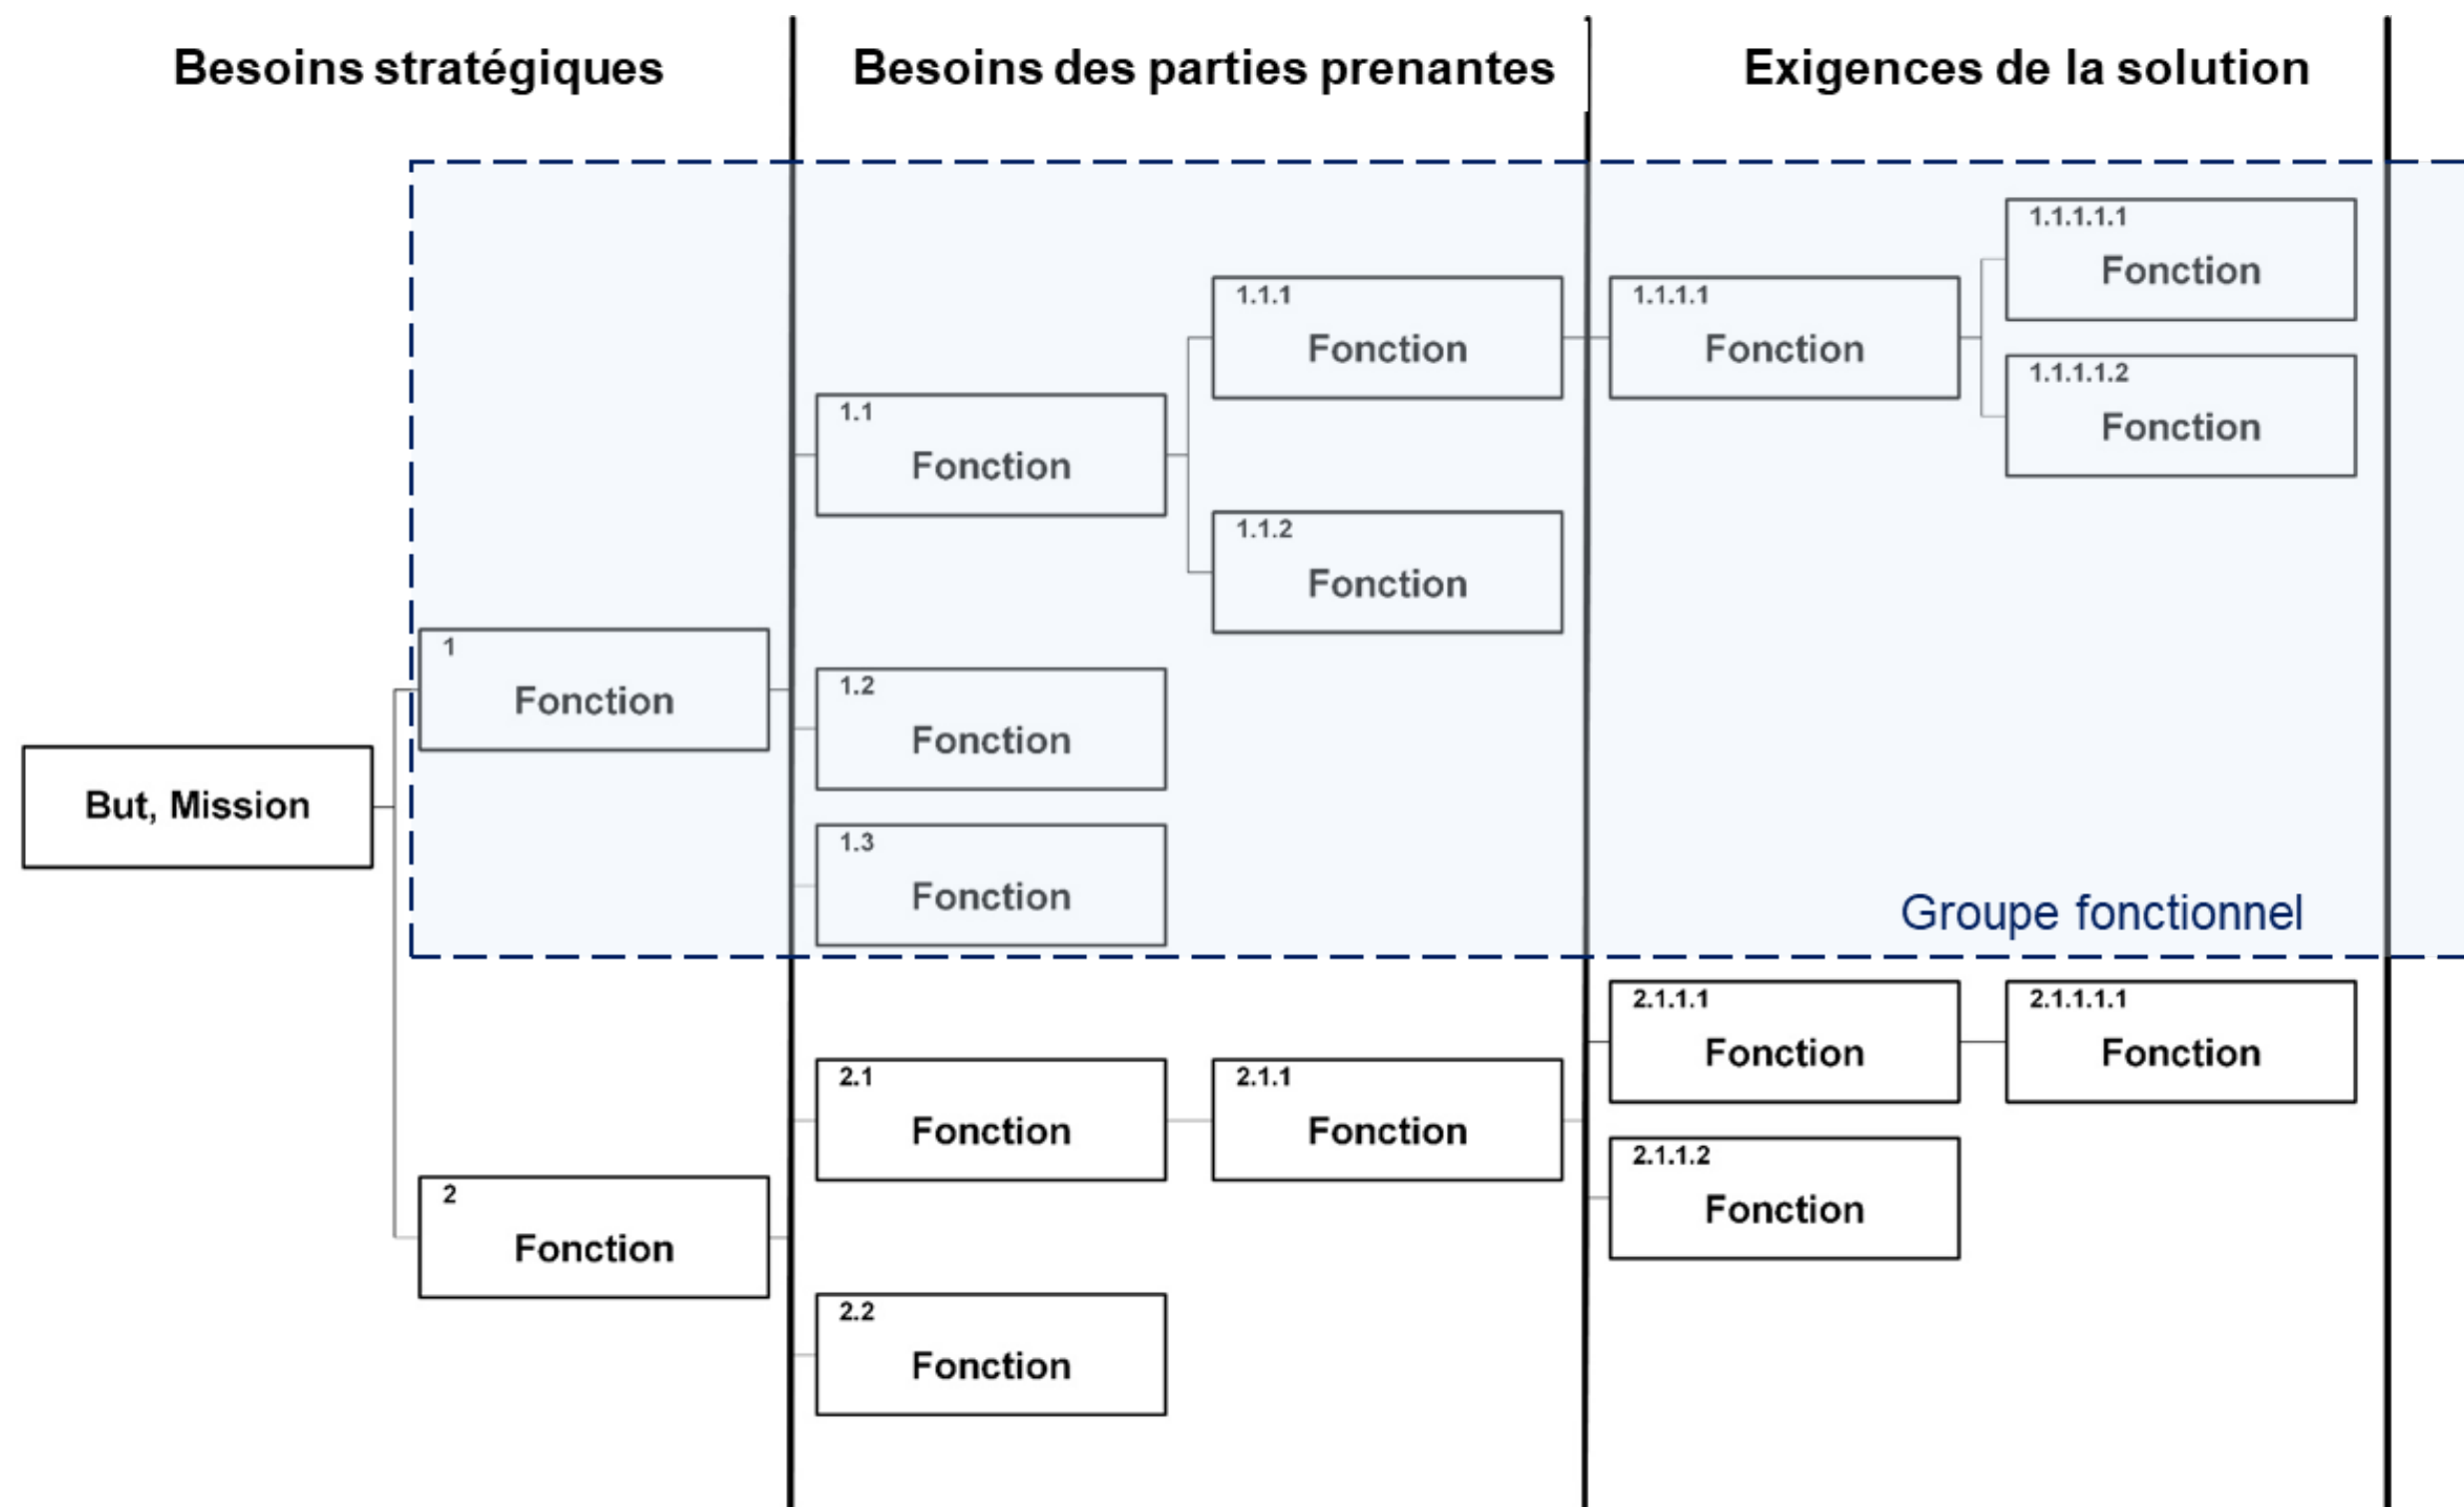 Besoins stratégiques
Besoins des parties prenantes
Exigences de la solution
1.1.1.1.1
Fonction
1.1.1
Fonction
1.1.1.1
Fonction
1.1.1.1.2
Fonction
1.1
Fonction
1.1.2
Fonction
1
Fonction
1.2
Fonction
But, Mission
1.3
Fonction
Groupe fonctionnel
2.1.1.1
Fonction
2.1.1.1.1
Fonction
2.1
Fonction
2.1.1
Fonction
2.1.1.2
Fonction
2
Fonction
2.2
Fonction